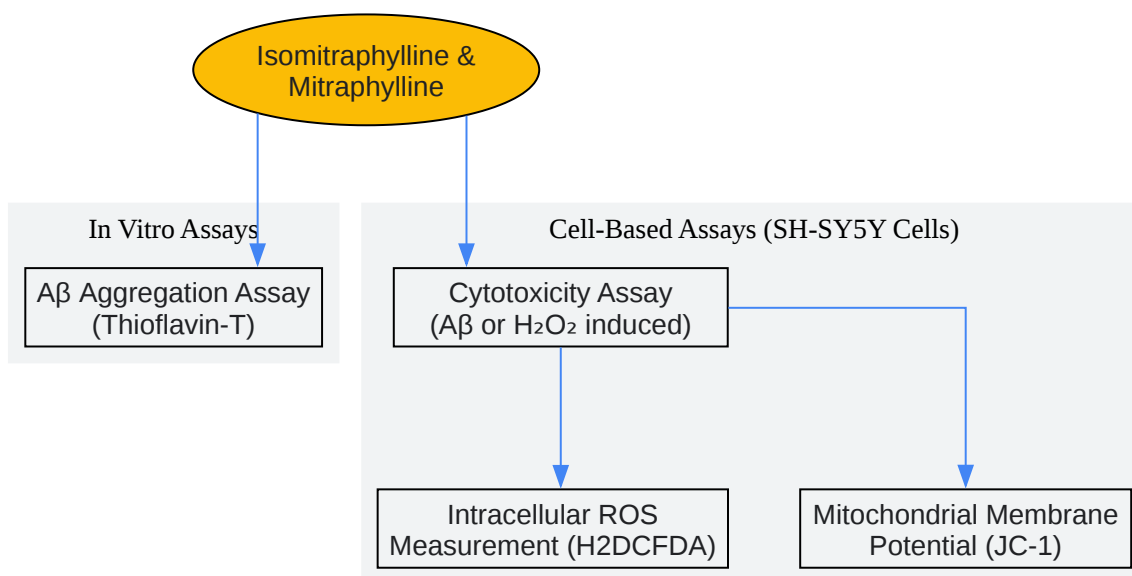 Isomitraphylline &
Mitraphylline
In Vitro Assays
Cell-Based Assays (SH-SY5Y Cells)
Aβ Aggregation Assay
(Thioflavin-T)
Cytotoxicity Assay
(Aβ or H₂O₂ induced)
Intracellular ROS
Measurement (H2DCFDA)
Mitochondrial Membrane
Potential (JC-1)